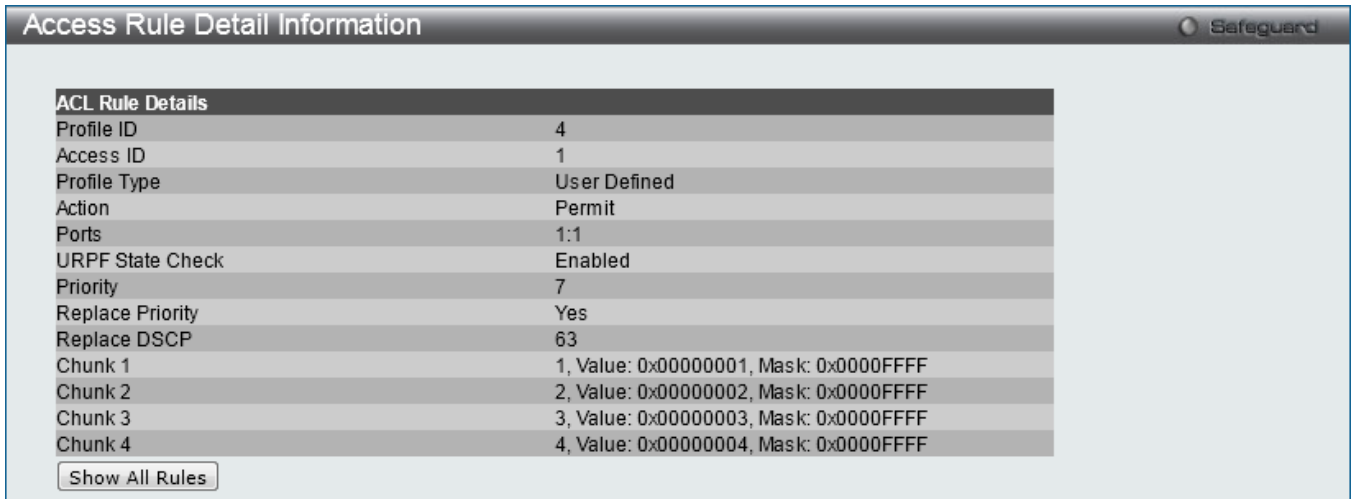 Access Rule Detail Information Safeguard
ACL Rule Details
Profile ID 4
Access ID 1
Profile Type User Defined
Action Permit
Ports 1:1
URPF State Check Enabled
Priority 7
Replace Priority Yes
Replace DSCP 63
Chunk 1 1, Value: 0x00000001, Mask: 0x0000FFFF
Chunk 2 2, Value: 0x00000002, Mask: 0x0000FFFF
Chunk 3 3, Value: 0x00000003, Mask: 0x0000FFFF
Chunk 4 4, Value: 0x00000004, Mask: 0x0000FFFF
Show All Rules